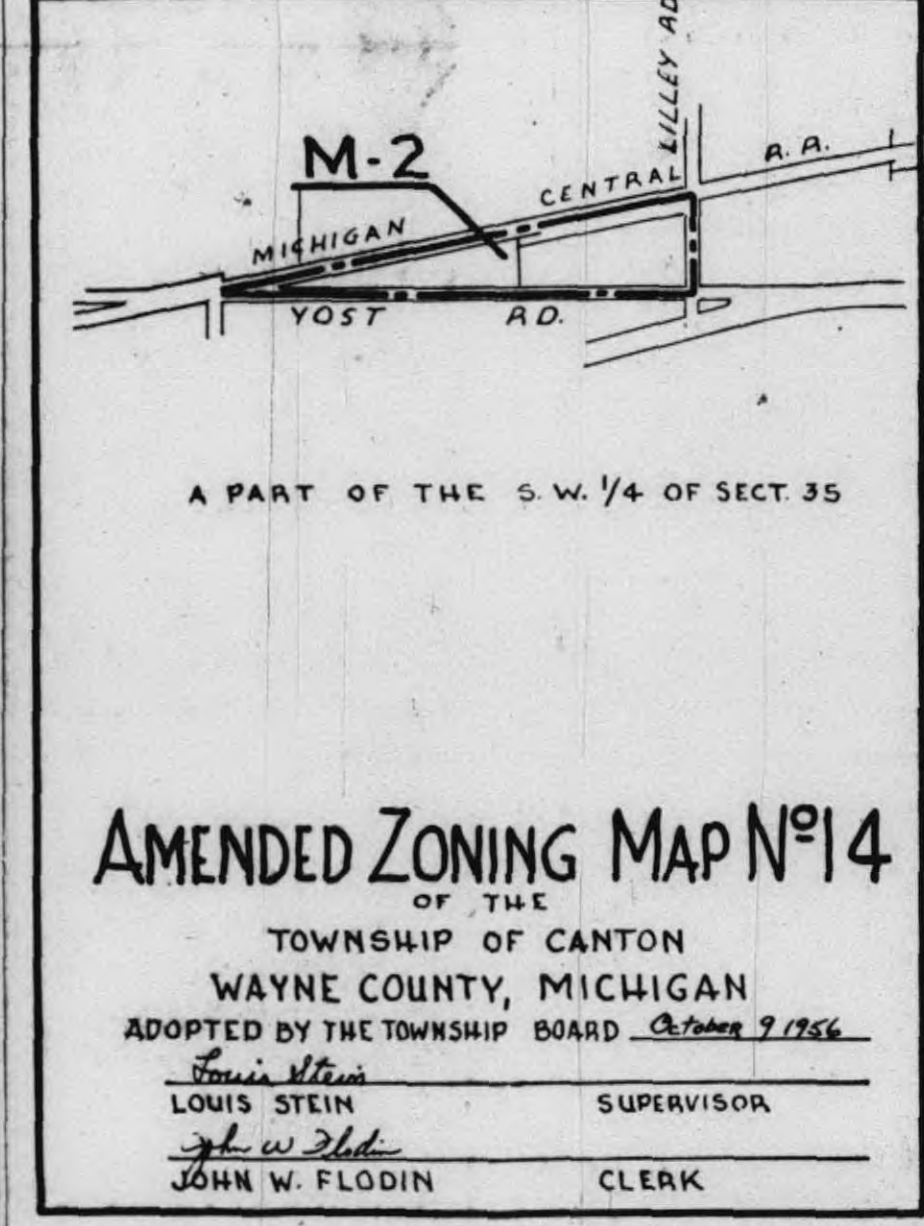 LILLEY RD
M-2
MICHIGAN CENTRAL R.R.
YOST RD.
A PART OF THE S.W. 1/4 OF SECT. 35
AMENDED ZONING MAP Nº14
OF THE
TOWNSHIP OF CANTON
WAYNE COUNTY, MICHIGAN
ADOPTED BY THE TOWNSHIP BOARD October 9 1956
Louis Stein
LOUIS STEIN SUPERVISOR
John W Flodin
JOHN W. FLODIN CLERK